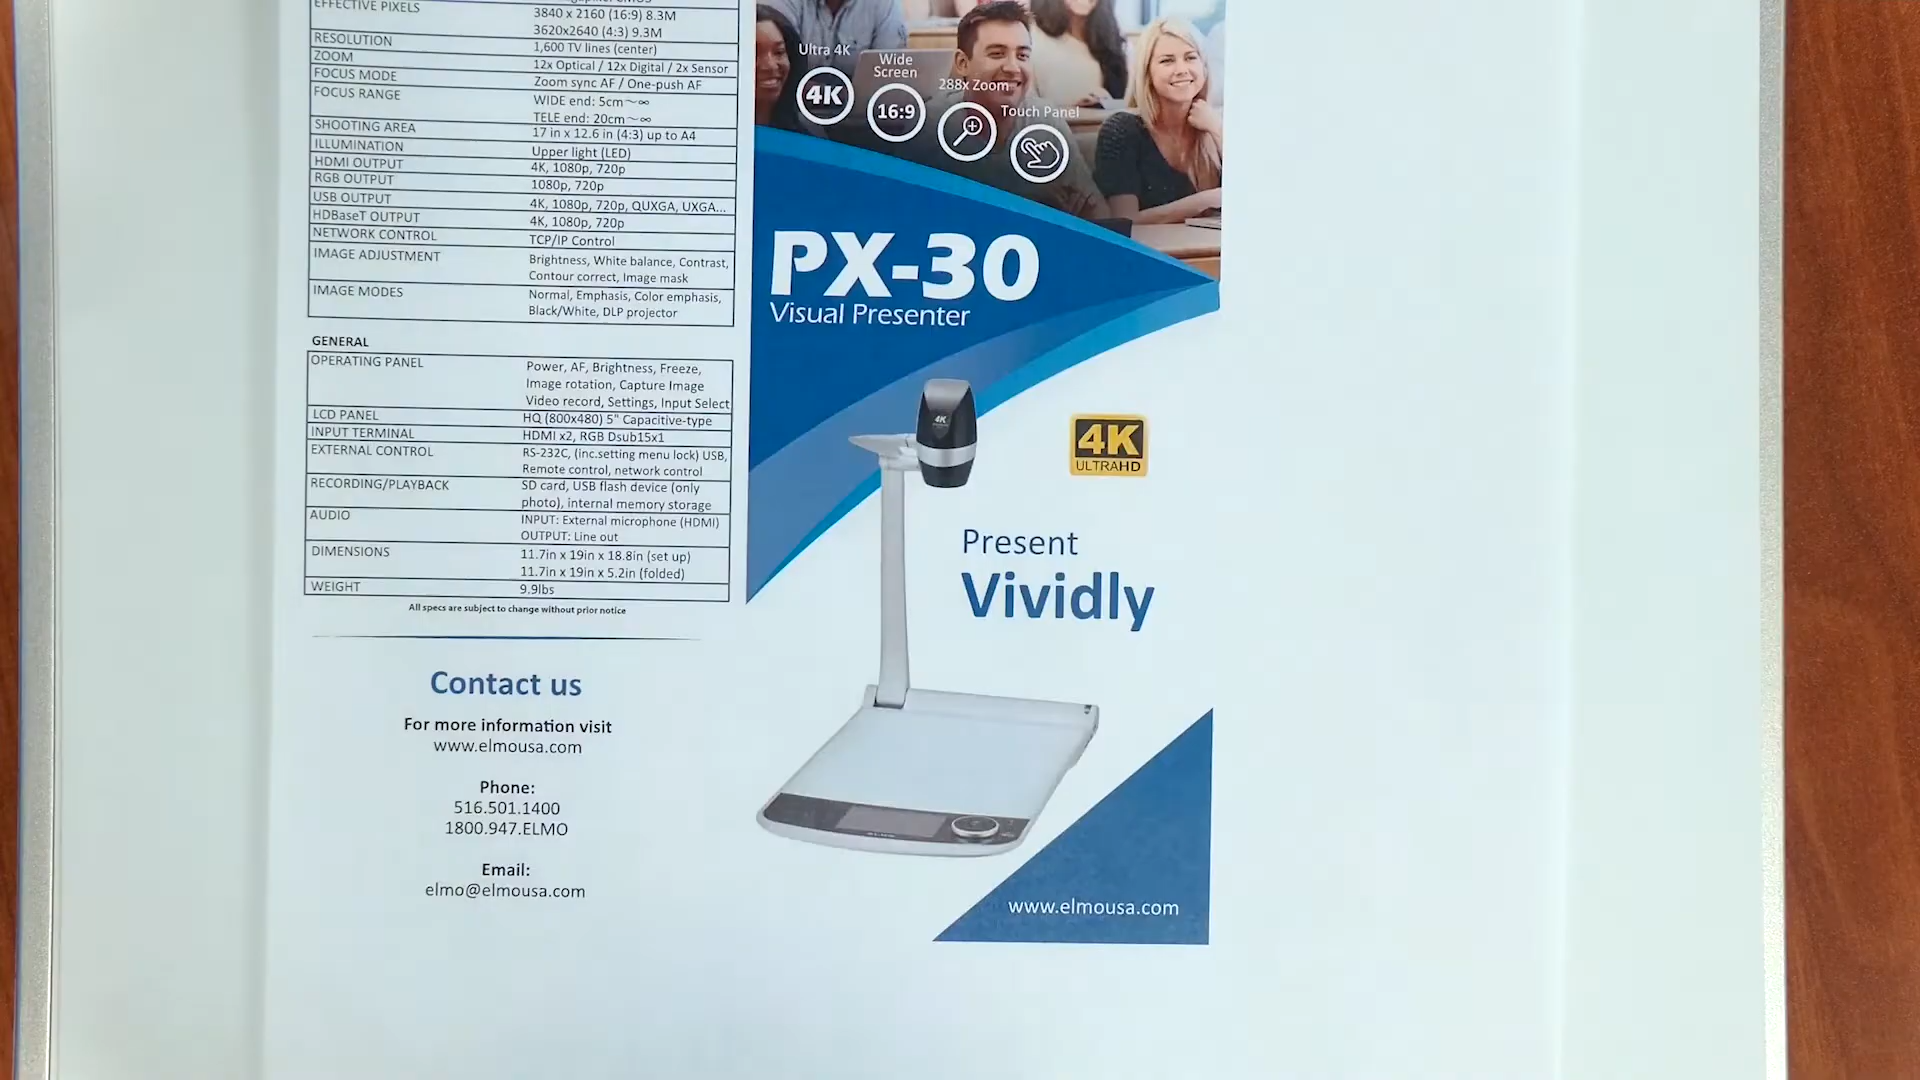 EFFECTIVE PIXELS 3840 x 2160 (16:9) 8.3M
3620x2640 (4:3) 9.3M
RESOLUTION 1,600 TV lines (center)
ZOOM 12x Optical / 12x Digital / 2x Sensor
FOCUS MODE Zoom sync AF / One-push AF
FOCUS RANGE WIDE end: 5cm～∞
TELE end: 20cm～∞
SHOOTING AREA 17 in x 12.6 in (4:3) up to A4
ILLUMINATION Upper light (LED)
HDMI OUTPUT 4K, 1080p, 720p
RGB OUTPUT 1080p, 720p
USB OUTPUT 4K, 1080p, 720p, QUXGA, UXGA...
HDBaseT OUTPUT 4K, 1080p, 720p
NETWORK CONTROL TCP/IP Control
IMAGE ADJUSTMENT Brightness, White balance, Contrast,
Contour correct, Image mask
IMAGE MODES Normal, Emphasis, Color emphasis,
Black/White, DLP projector
GENERAL
OPERATING PANEL Power, AF, Brightness, Freeze,
Image rotation, Capture Image
Video record, Settings, Input Select
LCD PANEL HQ (800x480) 5" Capacitive-type
INPUT TERMINAL HDMI x2, RGB Dsub15x1
EXTERNAL CONTROL RS-232C, (inc.setting menu lock) USB,
Remote control, network control
RECORDING/PLAYBACK SD card, USB flash device (only
photo), internal memory storage
AUDIO INPUT: External microphone (HDMI)
OUTPUT: Line out
DIMENSIONS 11.7in x 19in x 18.8in (set up)
11.7in x 19in x 5.2in (folded)
WEIGHT 9.9lbs
All specs are subject to change without prior notice
Contact us
For more information visit
www.elmousa.com
Phone:
516.501.1400
1800.947.ELMO
Email:
elmo@elmousa.com
Ultra 4K
4K
Wide
Screen
16:9
288x Zoom
Touch Panel
PX-30
Visual Presenter
4K
4K
ULTRAHD
Present
Vividly
ELMO
www.elmousa.com